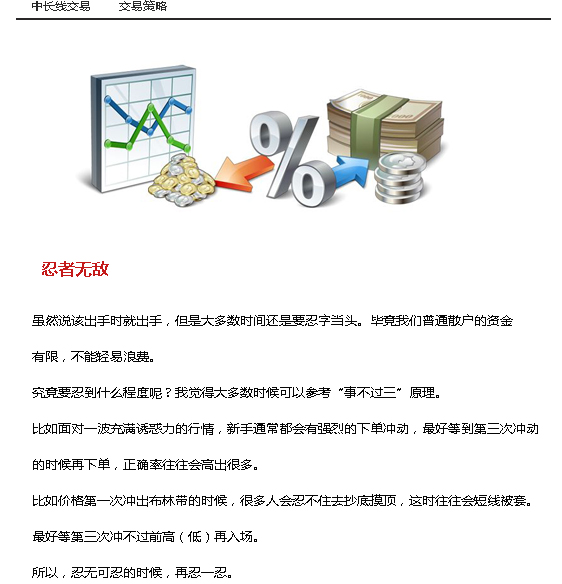 中长线交易 交易策略
%
忍者无敌
虽然说该出手时就出手，但是大多数时间还是要忍字当头。毕竟我们普通散户的资金
有限，不能轻易浪费。
究竟要忍到什么程度呢？我觉得大多数时候可以参考“事不过三”原理。
比如面对一波充满诱惑力的行情，新手通常都会有强烈的下单冲动，最好等到第三次冲动
的时候再下单，正确率往往会高出很多。
比如价格第一次冲出布林带的时候，很多人会忍不住去抄底摸顶，这时往往会短线被套。
最好等第三次冲不过前高（低）再入场。
所以，忍无可忍的时候，再忍一忍。